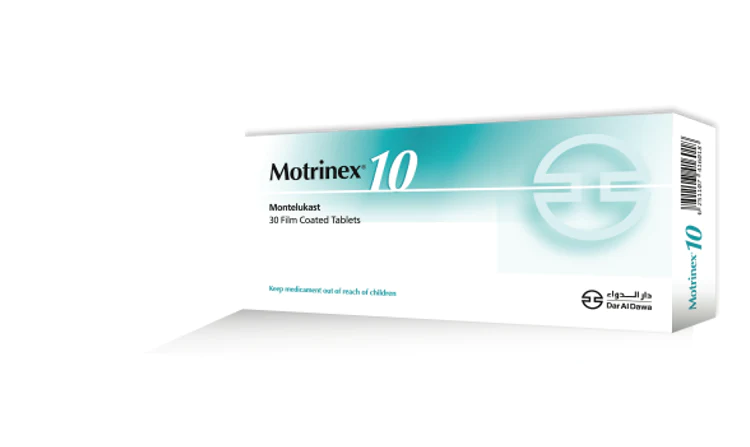 Motrinex® 10
Montelukast
30 Film Coated Tablets
Keep medicament out of reach of children
دار الدواء
Dar Al Dawa
Motrinex 10